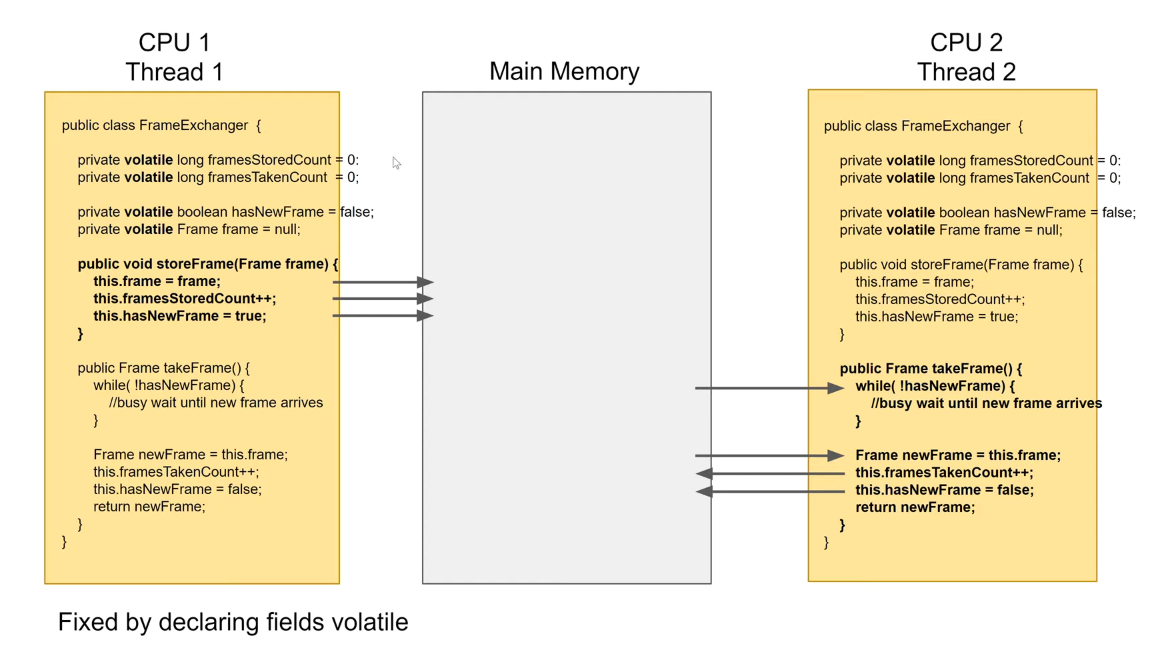 CPU 1
Thread 1
public class FrameExchanger {
private volatile long framesStoredCount = 0:
private volatile long framesTakenCount = 0;
private volatile boolean hasNewFrame = false;
private volatile Frame frame = null;
public void storeFrame(Frame frame) {
this.frame = frame;
this.framesStoredCount++;
this.hasNewFrame = true;
}
public Frame takeFrame() {
while( !hasNewFrame) {
//busy wait until new frame arrives
}
Frame newFrame = this.frame;
this.framesTakenCount++;
this.hasNewFrame = false;
return newFrame;
}
}
Main Memory
CPU 2
Thread 2
public class FrameExchanger {
private volatile long framesStoredCount = 0:
private volatile long framesTakenCount = 0;
private volatile boolean hasNewFrame = false;
private volatile Frame frame = null;
public void storeFrame(Frame frame) {
this.frame = frame;
this.framesStoredCount++;
this.hasNewFrame = true;
}
public Frame takeFrame() {
while( !hasNewFrame) {
//busy wait until new frame arrives
}
Frame newFrame = this.frame;
this.framesTakenCount++;
this.hasNewFrame = false;
return newFrame;
}
}
Fixed by declaring fields volatile